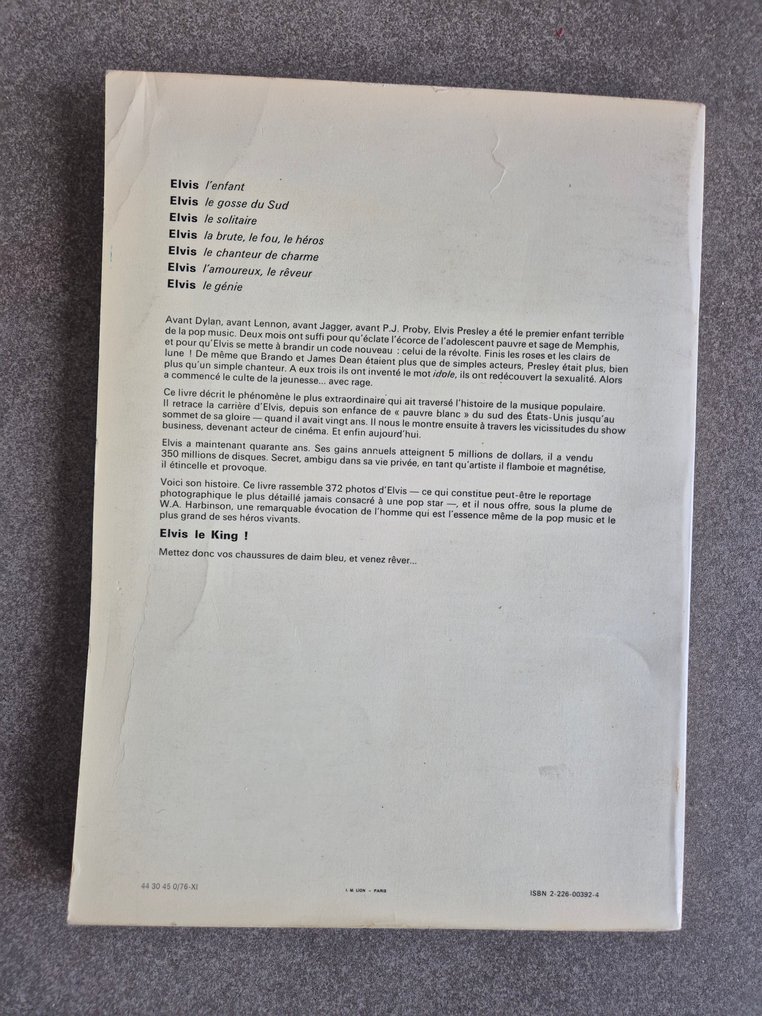 Elvis l'enfant
Elvis le gosse du Sud
Elvis le solitaire
Elvis la brute, le fou, le héros
Elvis le chanteur de charme
Elvis l'amoureux, le rêveur
Elvis le génie
Avant Dylan, avant Lennon, avant Jagger, avant P.J. Proby, Elvis Presley a été le premier enfant terrible
de la pop music. Deux mois ont suffi pour qu'éclate l'écorce de l'adolescent pauvre et sage de Memphis,
et pour qu'Elvis se mette à brandir un code nouveau : celui de la révolte. Finis les roses et les clairs de
lune ! De même que Brando et James Dean étaient plus que de simples acteurs, Presley était plus, bien
plus qu'un simple chanteur. A eux trois ils ont inventé le mot idole, ils ont redécouvert la sexualité. Alors
a commencé le culte de la jeunesse... avec rage.
Ce livre décrit le phénomène le plus extraordinaire qui ait traversé l'histoire de la musique populaire.
Il retrace la carrière d'Elvis, depuis son enfance de « pauvre blanc » du sud des États-Unis jusqu'au
sommet de sa gloire — quand il avait vingt ans. Il nous le montre ensuite à travers les vicissitudes du show
business, devenant acteur de cinéma. Et enfin aujourd'hui.
Elvis a maintenant quarante ans. Ses gains annuels atteignent 5 millions de dollars, il a vendu
350 millions de disques. Secret, ambigu dans sa vie privée, en tant qu'artiste il flamboie et magnétise,
il étincelle et provoque.
Voici son histoire. Ce livre rassemble 372 photos d'Elvis — ce qui constitue peut-être le reportage
photographique le plus détaillé jamais consacré à une pop star —, et il nous offre, sous la plume de
W.A. Harbinson, une remarquable évocation de l'homme qui est l'essence même de la pop music et le
plus grand de ses héros vivants.
Elvis le King !
Mettez donc vos chaussures de daim bleu, et venez rêver...
44 30 45 0/76-XI
I. M. LION - PARIS
ISBN 2-226-00392-4